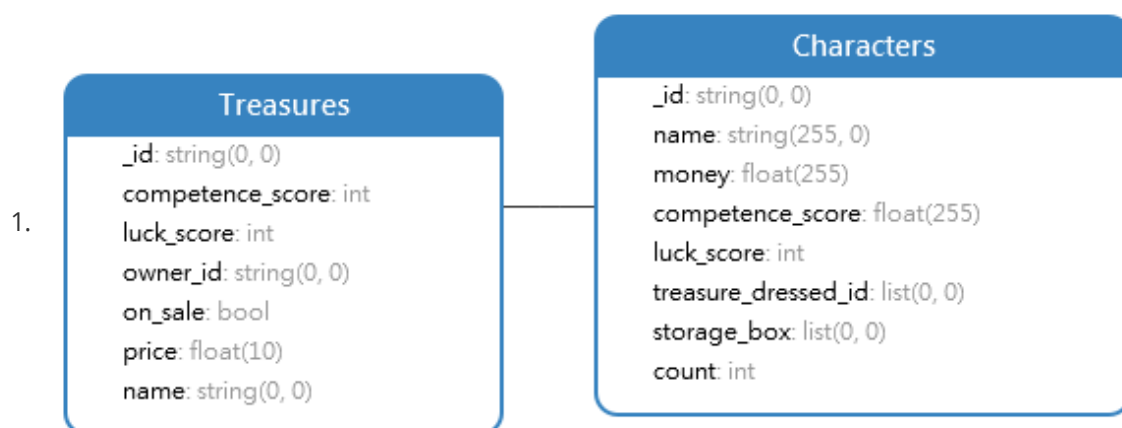 1.
Treasures
_id: string(0, 0)
competence_score: int
luck_score: int
owner_id: string(0, 0)
on_sale: bool
price: float(10)
name: string(0, 0)
Characters
_id: string(0, 0)
name: string(255, 0)
money: float(255)
competence_score: float(255)
luck_score: int
treasure_dressed_id: list(0, 0)
storage_box: list(0, 0)
count: int